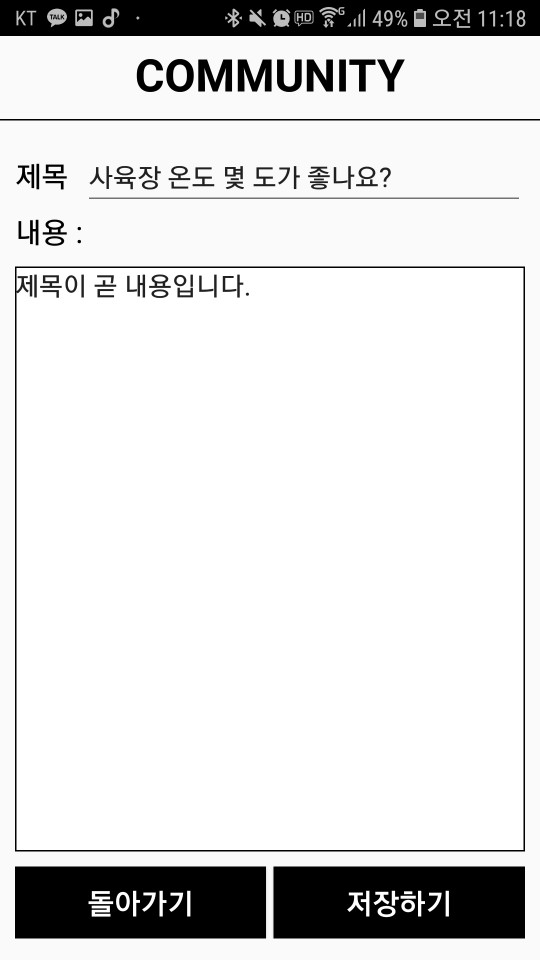 KT TALK HD G 49% 오전 11:18
COMMUNITY
제목 사육장 온도 몇 도가 좋나요?
내용 :
제목이 곧 내용입니다.
돌아가기 저장하기